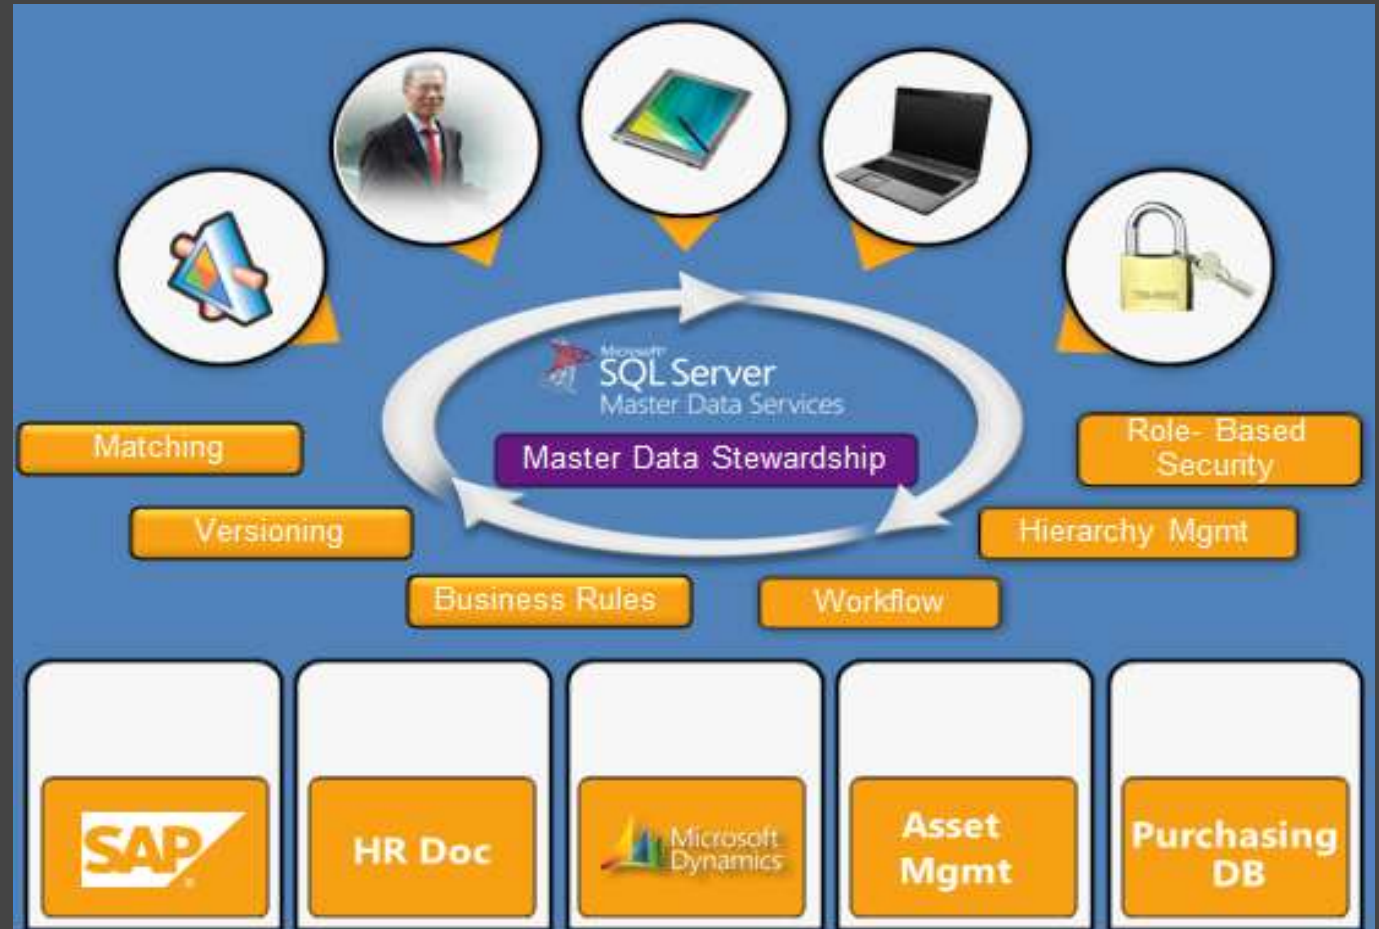 Microsoft®
SQL Server
Master Data Services
Master Data Stewardship
Matching
Role- Based
Security
Versioning
Hierarchy Mgmt
Business Rules
Workflow
SAP
HR Doc
Microsoft
Dynamics
Asset
Mgmt
Purchasing
DB